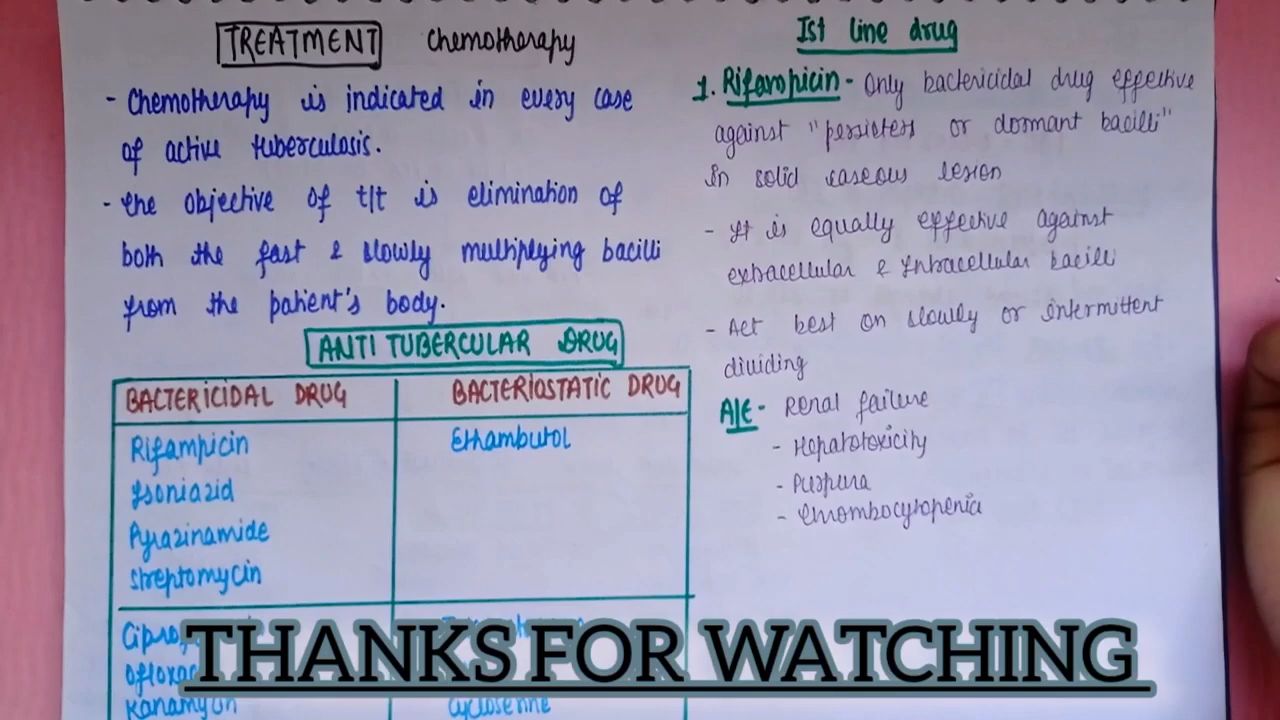 TREATMENT Chemotherapy
- Chemotherapy is indicated in every case
of active tuberculosis.
- the objective of t/t is elimination of
both the fast & slowly multiplying bacilli
from the patient's body.
ANTI TUBERCULAR DRUG
BACTERICIDAL DRUG BACTERIOSTATIC DRUG
Rifampicin Ethambutol
Isoniazid
Pyrazinamide
Streptomycin
Kanamycin Cycloserine
Ist line drug
1. Rifampicin - Only bactericidal drug effective
against "persisters or dormant bacilli"
in solid caseous lesion
- It is equally effective against
extracellular & Intracellular bacilli
- Act best on slowly or intermittent
dividing
A/E - Renal failure
- Hepatotoxicity
- Purpura
- thrombocytopenia
THANKS FOR WATCHING